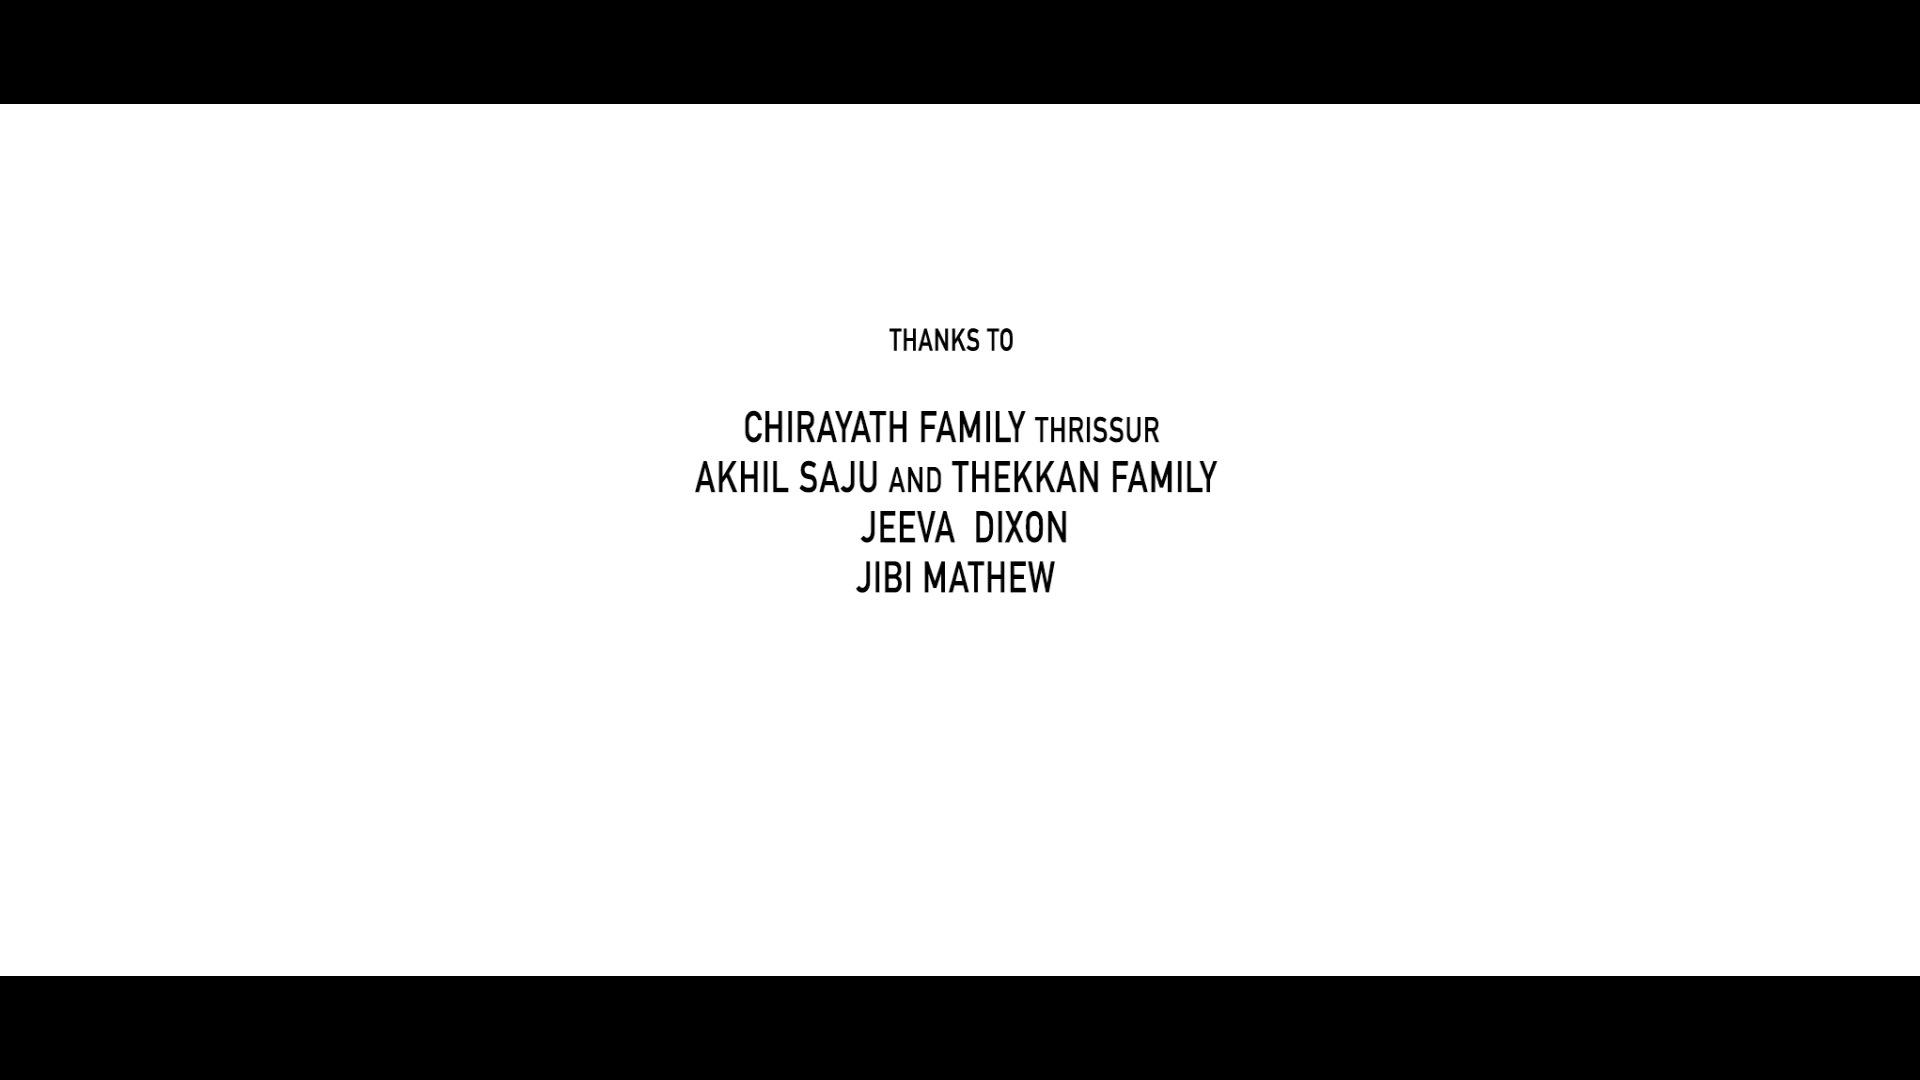 THANKS TO
CHIRAYATH FAMILY THRISSUR
AKHIL SAJU AND THEKKAN FAMILY
JEEVA  DIXON
JIBI MATHEW